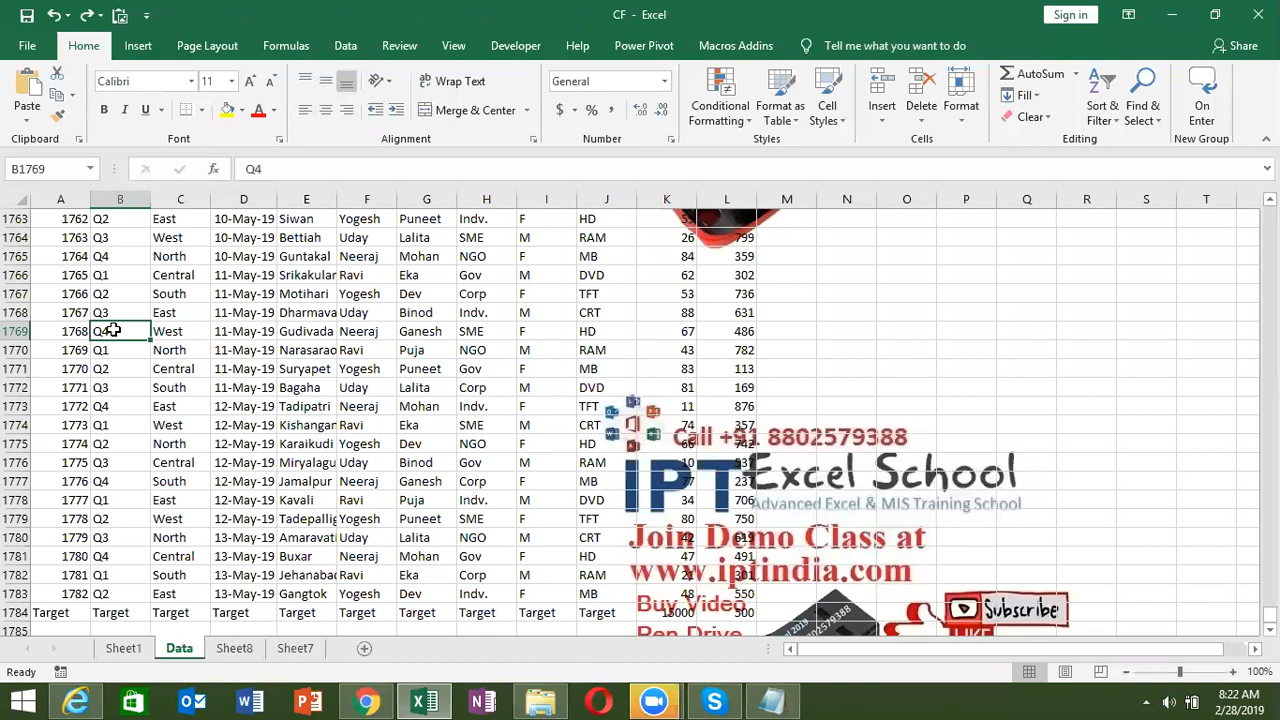 CF - Excel
Sign in
File Home Insert Page Layout Formulas Data Review View Developer Help Power Pivot Macros Addins Tell me what you want to do Share
Paste
Calibri 11
Wrap Text
General
Conditional Formatting
Format as Table
Cell Styles
Insert Delete Format
AutoSum
Fill
Clear
Sort & Filter
Find & Select
On Enter
B I U
Merge & Center
$ % ,
Clipboard Font Alignment Number Styles Cells Editing New Group
B1769 fx Q4
A B C D E F G H I J K L M N O P Q R S T
1763 1762 Q2 East 10-May-19 Siwan Yogesh Puneet Indv. F HD
1764 1763 Q3 West 10-May-19 Bettiah Uday Lalita SME M RAM 26 799
1765 1764 Q4 North 10-May-19 Guntakal Neeraj Mohan NGO F MB 84 359
1766 1765 Q1 Central 11-May-19 Srikakular Ravi Eka Gov M DVD 62 302
1767 1766 Q2 South 11-May-19 Motihari Yogesh Dev Corp F TFT 53 736
1768 1767 Q3 East 11-May-19 Dharmava Uday Binod Indv. M CRT 88 631
1769 1768 Q4 West 11-May-19 Gudivada Neeraj Ganesh SME F HD 67 486
1770 1769 Q1 North 11-May-19 Narasarao Ravi Puja NGO M RAM 43 782
1771 1770 Q2 Central 11-May-19 Suryapet Yogesh Puneet Gov F MB 83 113
1772 1771 Q3 South 11-May-19 Bagaha Uday Lalita Corp M DVD 81 169
1773 1772 Q4 East 12-May-19 Tadipatri Neeraj Mohan Indv. F TFT 11 876
1774 1773 Q1 West 12-May-19 Kishangan Ravi Eka SME M CRT 74 357
1775 1774 Q2 North 12-May-19 Karaikudi Yogesh Dev NGO F HD 66 742
1776 1775 Q3 Central 12-May-19 Miryalagu Uday Binod Gov M RAM 10 537
1777 1776 Q4 South 12-May-19 Jamalpur Neeraj Ganesh Corp F MB 77 237
1778 1777 Q1 East 12-May-19 Kavali Ravi Puja Indv. M DVD 34 706
1779 1778 Q2 West 12-May-19 Tadepallig Yogesh Puneet SME F TFT 80 750
1780 1779 Q3 North 13-May-19 Amaravati Uday Lalita NGO M CRT 42 619
1781 1780 Q4 Central 13-May-19 Buxar Neeraj Mohan Gov F HD 47 491
1782 1781 Q1 South 13-May-19 Jehanabad Ravi Eka Corp M RAM 21 301
1783 1782 Q2 East 13-May-19 Gangtok Yogesh Dev Indv. F MB 48 550
1784 Target Target Target Target Target Target Target Target Target Target 15000 500
1785
Call +91 8802579388
IPT Excel School
Advanced Excel & MIS Training School
Join Demo Class at
www.iptindia.com
Buy Video
Pen Drive
Subscribe
LIKE
Sheet1 Data Sheet8 Sheet7
Ready
100%
8:22 AM
2/28/2019